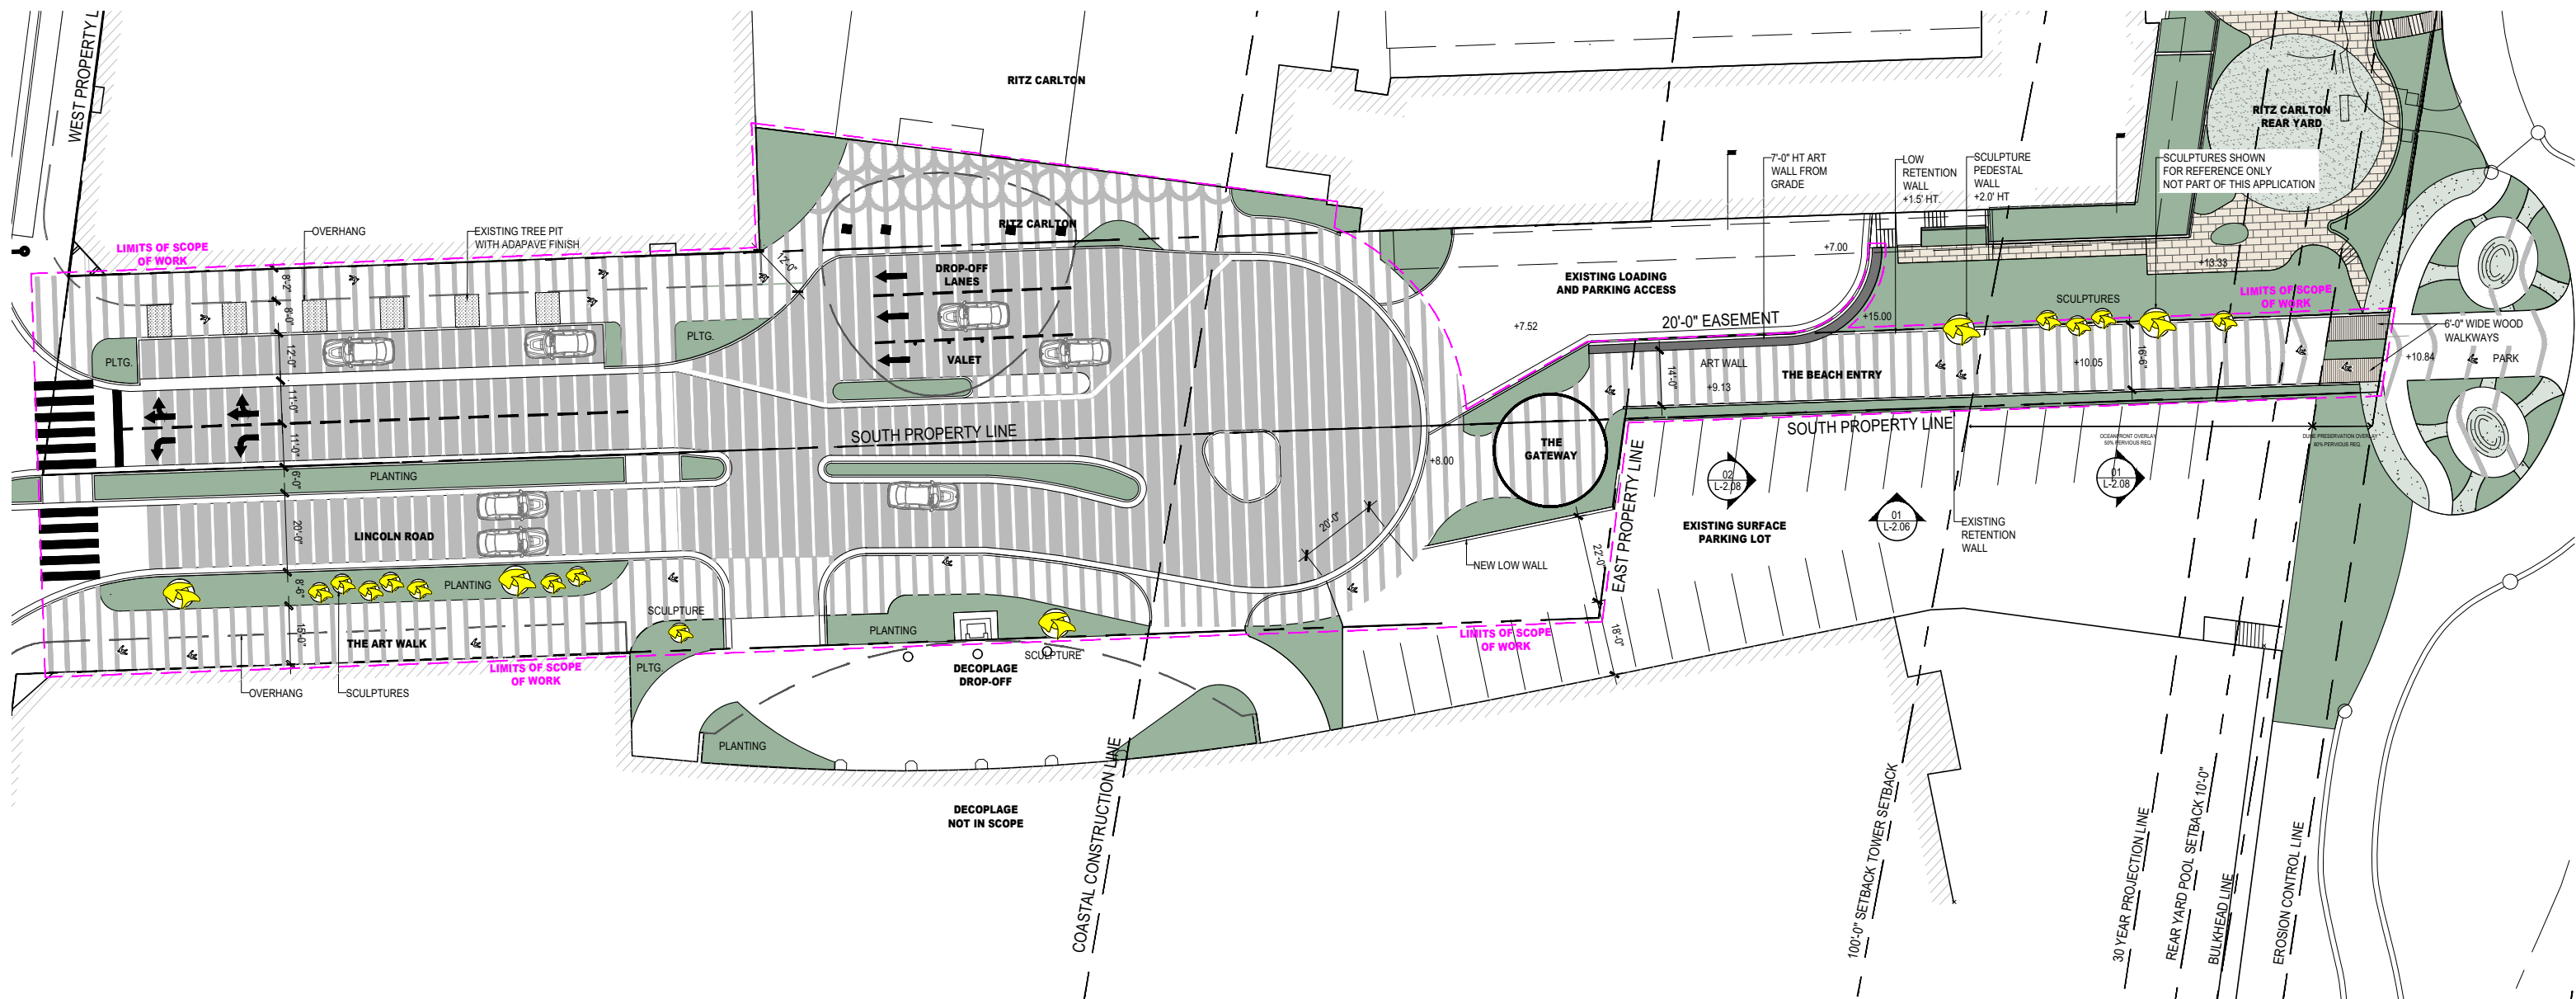 WEST PROPERTY L
LIMITS OF SCOPE
OF WORK
OVERHANG
EXISTING TREE PIT
WITH ADAPAVE FINISH
8'-2"
8'-0"
12'-0"
11'-0"
11'-0"
6'-0"
20'-0"
8'-6"
15'-0"
PLTG.
PLTG.
12'-0"
RITZ CARLTON
RITZ CARLTON
DROP-OFF
LANES
VALET
SOUTH PROPERTY LINE
PLANTING
LINCOLN ROAD
PLANTING
THE ART WALK
OVERHANG
SCULPTURES
LIMITS OF SCOPE
OF WORK
SCULPTURE
PLTG.
PLANTING
PLANTING
SCULPTURE
DECOPLAGE
DROP-OFF
DECOPLAGE
NOT IN SCOPE
COASTAL CONSTRUCTION LINE
20'-0"
+8.00
THE
GATEWAY
NEW LOW WALL
22'-0"
18'-0"
LIMITS OF SCOPE
OF WORK
EAST PROPERTY LINE
EXISTING LOADING
AND PARKING ACCESS
+7.52
+7.00
20'-0" EASEMENT
7'-0" HT ART
WALL FROM
GRADE
LOW
RETENTION
WALL
+1.5' HT.
SCULPTURE
PEDESTAL
WALL
+2.0' HT
SCULPTURES SHOWN
FOR REFERENCE ONLY
NOT PART OF THIS APPLICATION
RITZ CARLTON
REAR YARD
+13.33
+15.00
SCULPTURES
LIMITS OF SCOPE
OF WORK
14'-0"
ART WALL
+9.13
THE BEACH ENTRY
+10.05
16'-6"
6'-0" WIDE WOOD
WALKWAYS
+10.84
PARK
SOUTH PROPERTY LINE
OCEANFRONT OVERLAY
50% PERVIOUS REQ.
DUNE PRESERVATION OVERLAY
80% PERVIOUS REQ.
02
L-2.08
01
L-2.06
01
L-2.08
EXISTING SURFACE
PARKING LOT
EXISTING
RETENTION
WALL
100'-0" SETBACK TOWER SETBACK
30 YEAR PROJECTION LINE
REAR YARD POOL SETBACK 10'-0"
BULKHEAD LINE
EROSION CONTROL LINE